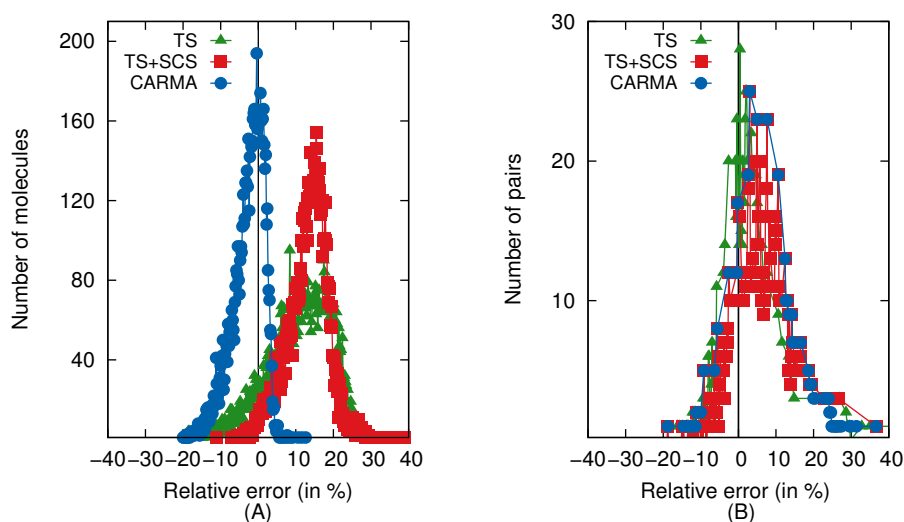 TS
TS+SCS
CARMA
Number of molecules
200
160
120
80
40
−40 −30 −20 −10 0 10 20 30 40
Relative error (in %)
(A)
TS
TS+SCS
CARMA
Number of pairs
30
20
10
−40 −30 −20 −10 0 10 20 30 40
Relative error (in %)
(B)